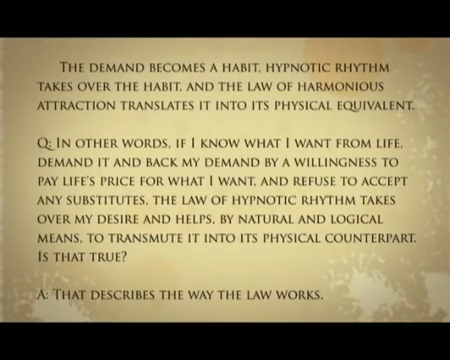 The demand becomes a habit, hypnotic rhythm
takes over the habit, and the law of harmonious
attraction translates it into its physical equivalent.
Q: In other words, if I know what I want from life,
demand it and back my demand by a willingness to
pay life's price for what I want, and refuse to accept
any substitutes, the law of hypnotic rhythm takes
over my desire and helps, by natural and logical
means, to transmute it into its physical counterpart.
Is that true?
A: That describes the way the law works.